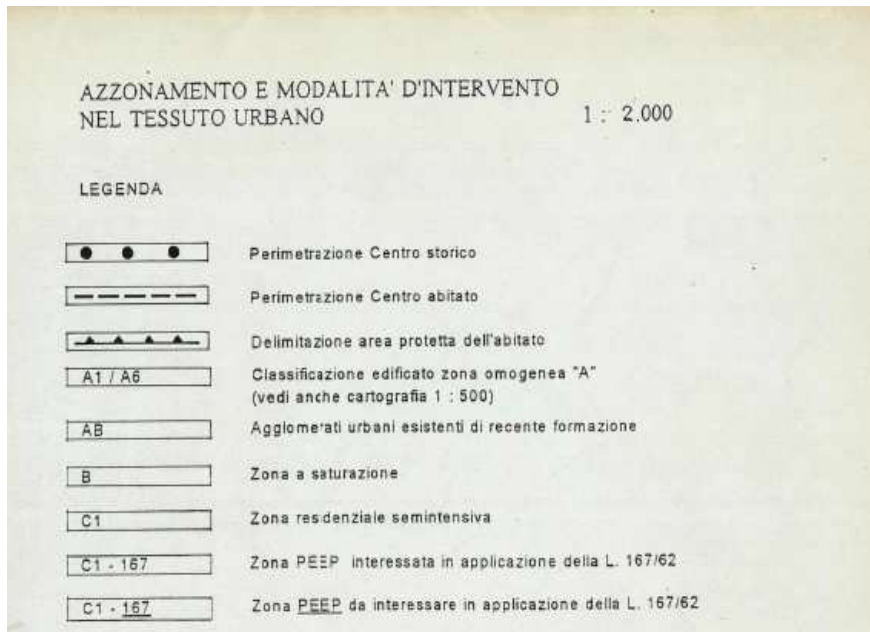 AZZONAMENTO E MODALITA' D'INTERVENTO
NEL TESSUTO URBANO 1 : 2.000
LEGENDA
Perimetrazione Centro storico
Perimetrazione Centro abitato
Delimitazione area protetta dell'abitato
A1 / A6 Classificazione edificato zona omogenea "A"
(vedi anche cartografia 1 : 500)
AB Agglomerati urbani esistenti di recente formazione
B Zona a saturazione
C1 Zona residenziale semintensiva
C1 - 167 Zona PEEP interessata in applicazione della L. 167/62
C1 - 167 Zona PEEP da interessare in applicazione della L. 167/62